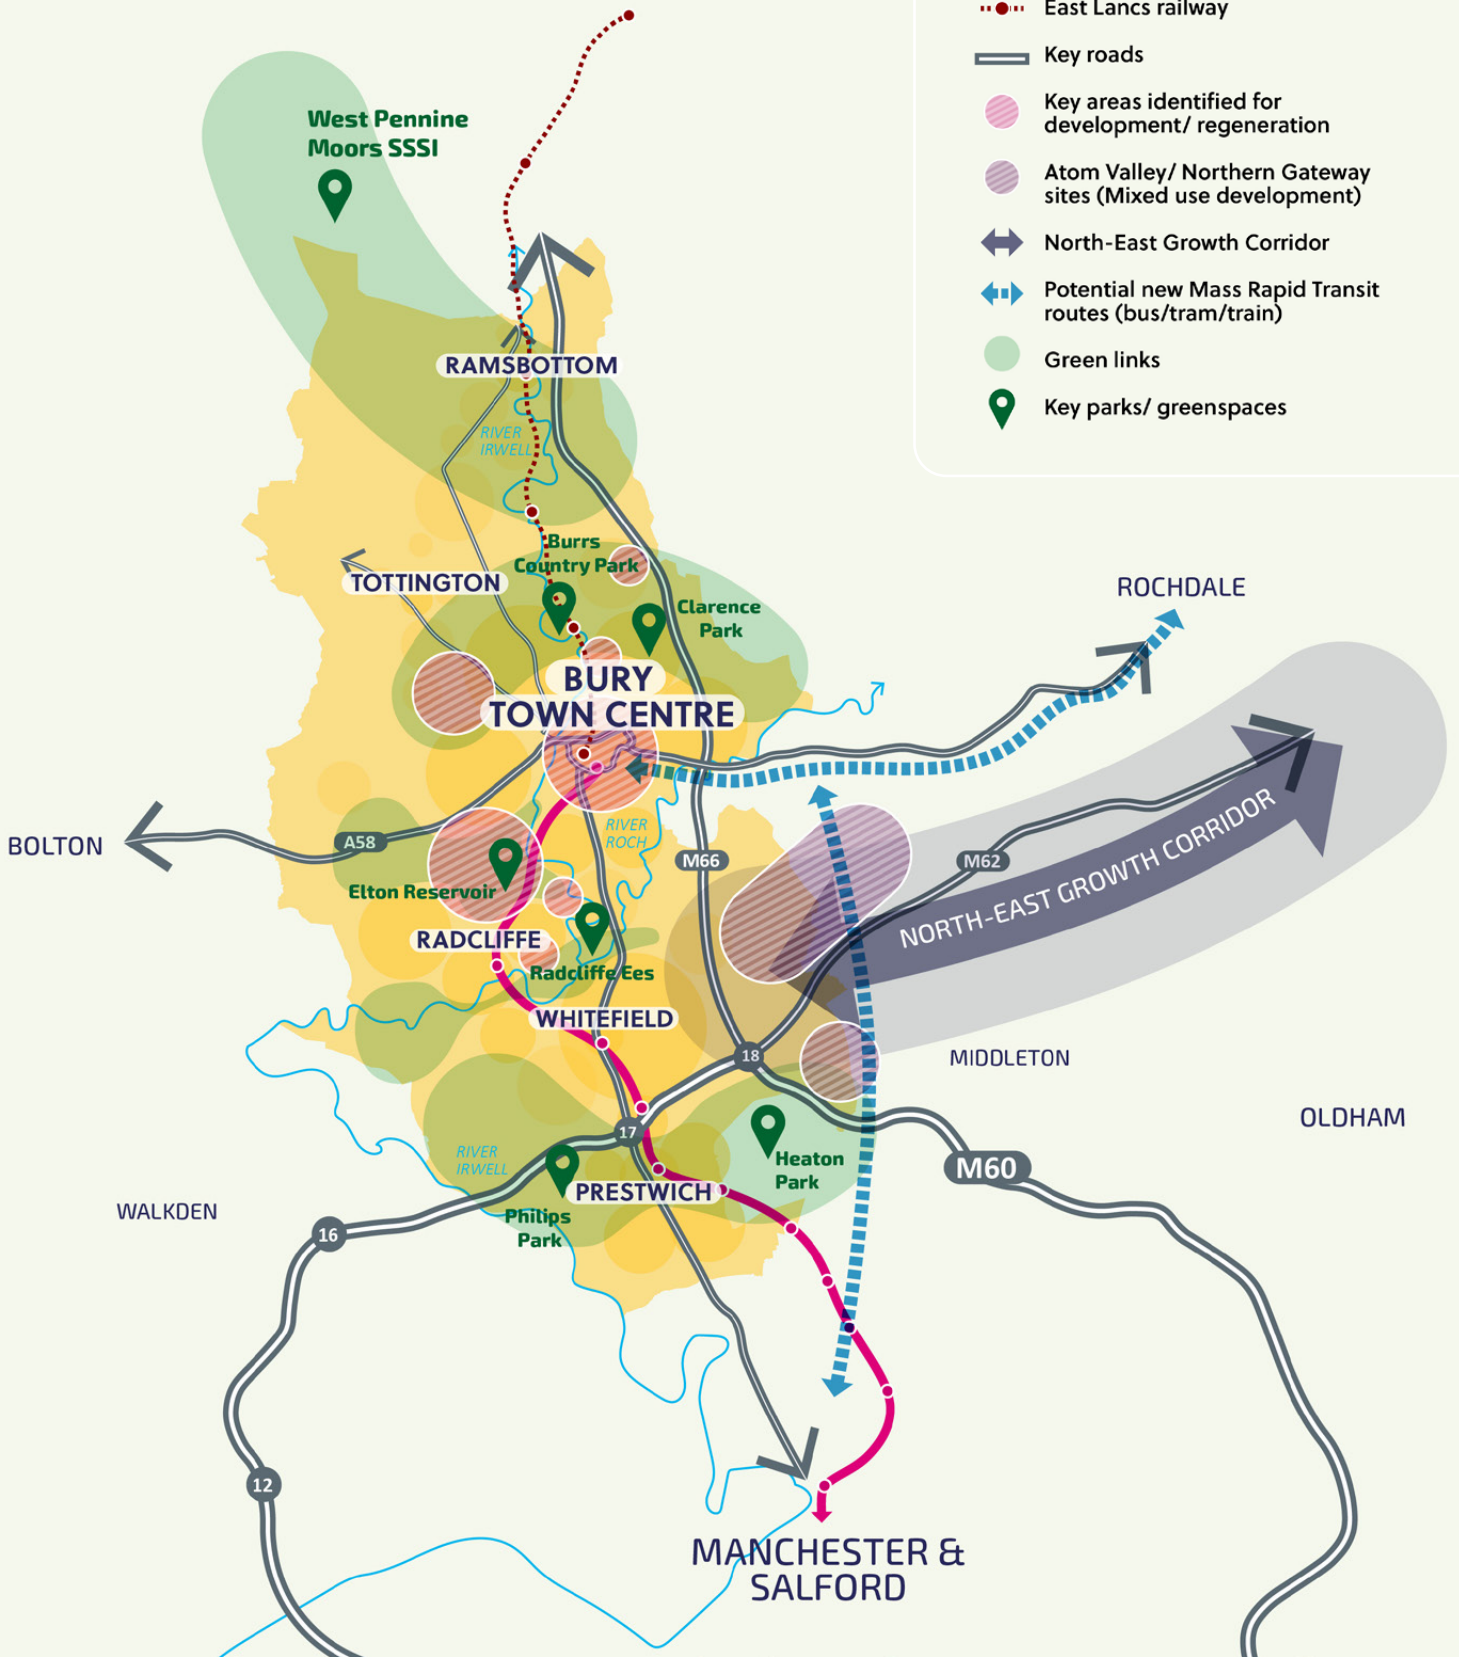 East Lancs railway
Key roads
Key areas identified for
development/ regeneration
Atom Valley/ Northern Gateway
sites (Mixed use development)
North-East Growth Corridor
Potential new Mass Rapid Transit
routes (bus/tram/train)
Green links
Key parks/ greenspaces
West Pennine
Moors SSSI
RAMSBOTTOM
RIVER
IRWELL
Burrs
Country Park
TOTTINGTON
Clarence
Park
ROCHDALE
BURY
TOWN CENTRE
BOLTON
A58
RIVER
ROCH
M66
M62
NORTH-EAST GROWTH CORRIDOR
Elton Reservoir
RADCLIFFE
Radcliffe Ees
WHITEFIELD
18
MIDDLETON
OLDHAM
17
RIVER
IRWELL
Heaton
Park
M60
PRESTWICH
WALKDEN
Philips
Park
16
12
MANCHESTER &
SALFORD